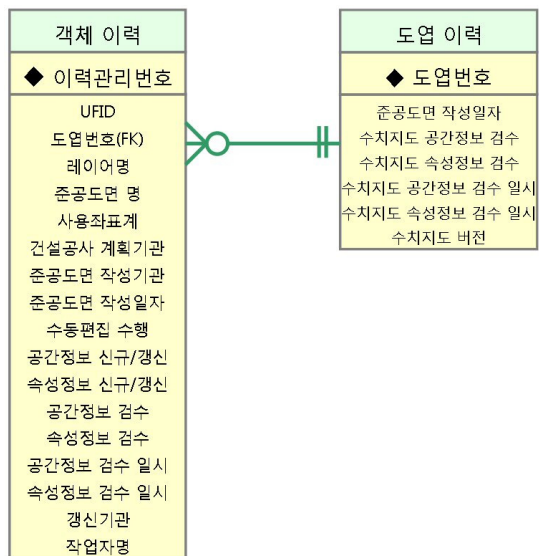 객체 이력
◆ 이력관리번호
UFID
도엽번호(FK)
레이어명
준공도면 명
사용좌표계
건설공사 계획기관
준공도면 작성기관
준공도면 작성일자
수동편집 수행
공간정보 신규/갱신
속성정보 신규/갱신
공간정보 검수
속성정보 검수
공간정보 검수 일시
속성정보 검수 일시
갱신기관
작업자명
도엽 이력
◆ 도엽번호
준공도면 작성일자
수치지도 공간정보 검수
수치지도 속성정보 검수
수치지도 공간정보 검수 일시
수치지도 속성정보 검수 일시
수치지도 버전